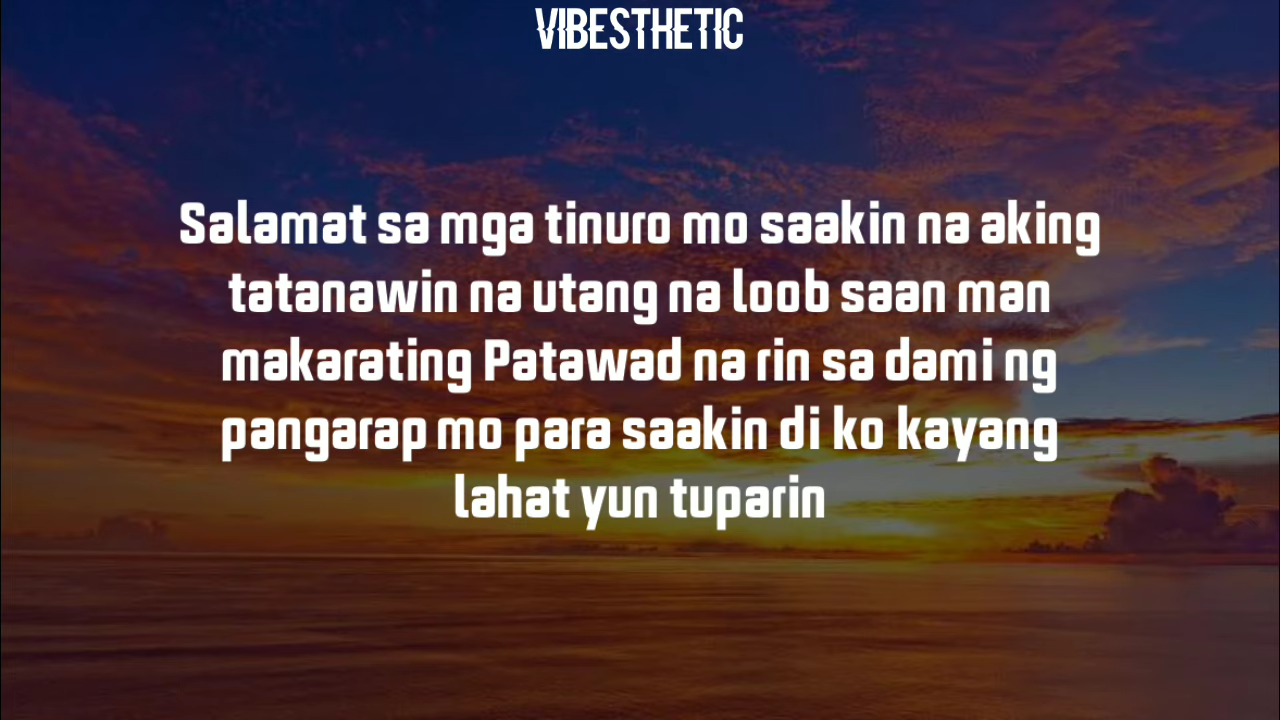 VIBESTHETIC
Salamat sa mga tinuro mo saakin na aking
tatanawin na utang na loob saan man
makarating Patawad na rin sa dami ng
pangarap mo para saakin di ko kayang
lahat yun tuparin